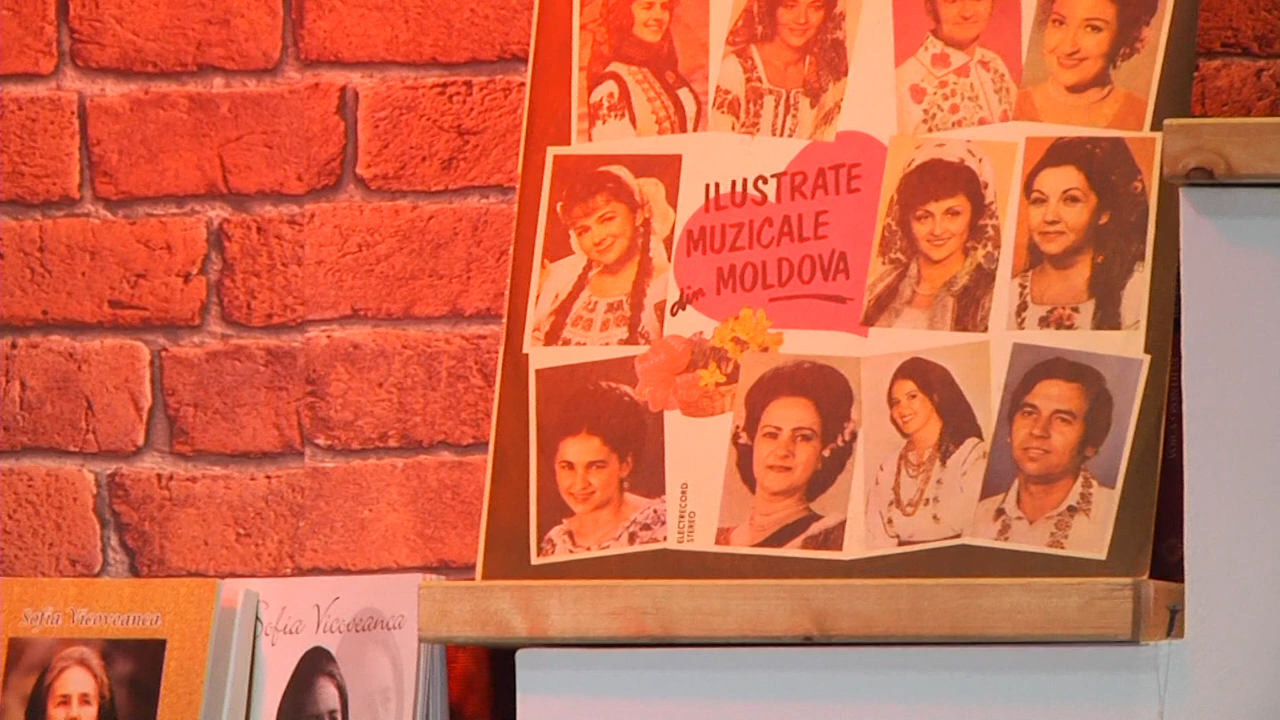 ILUSTRATE
MUZICALE
din MOLDOVA
ELECTRECORD
STEREO
Sofia Vicoveanca
Sofia Vicoveanca